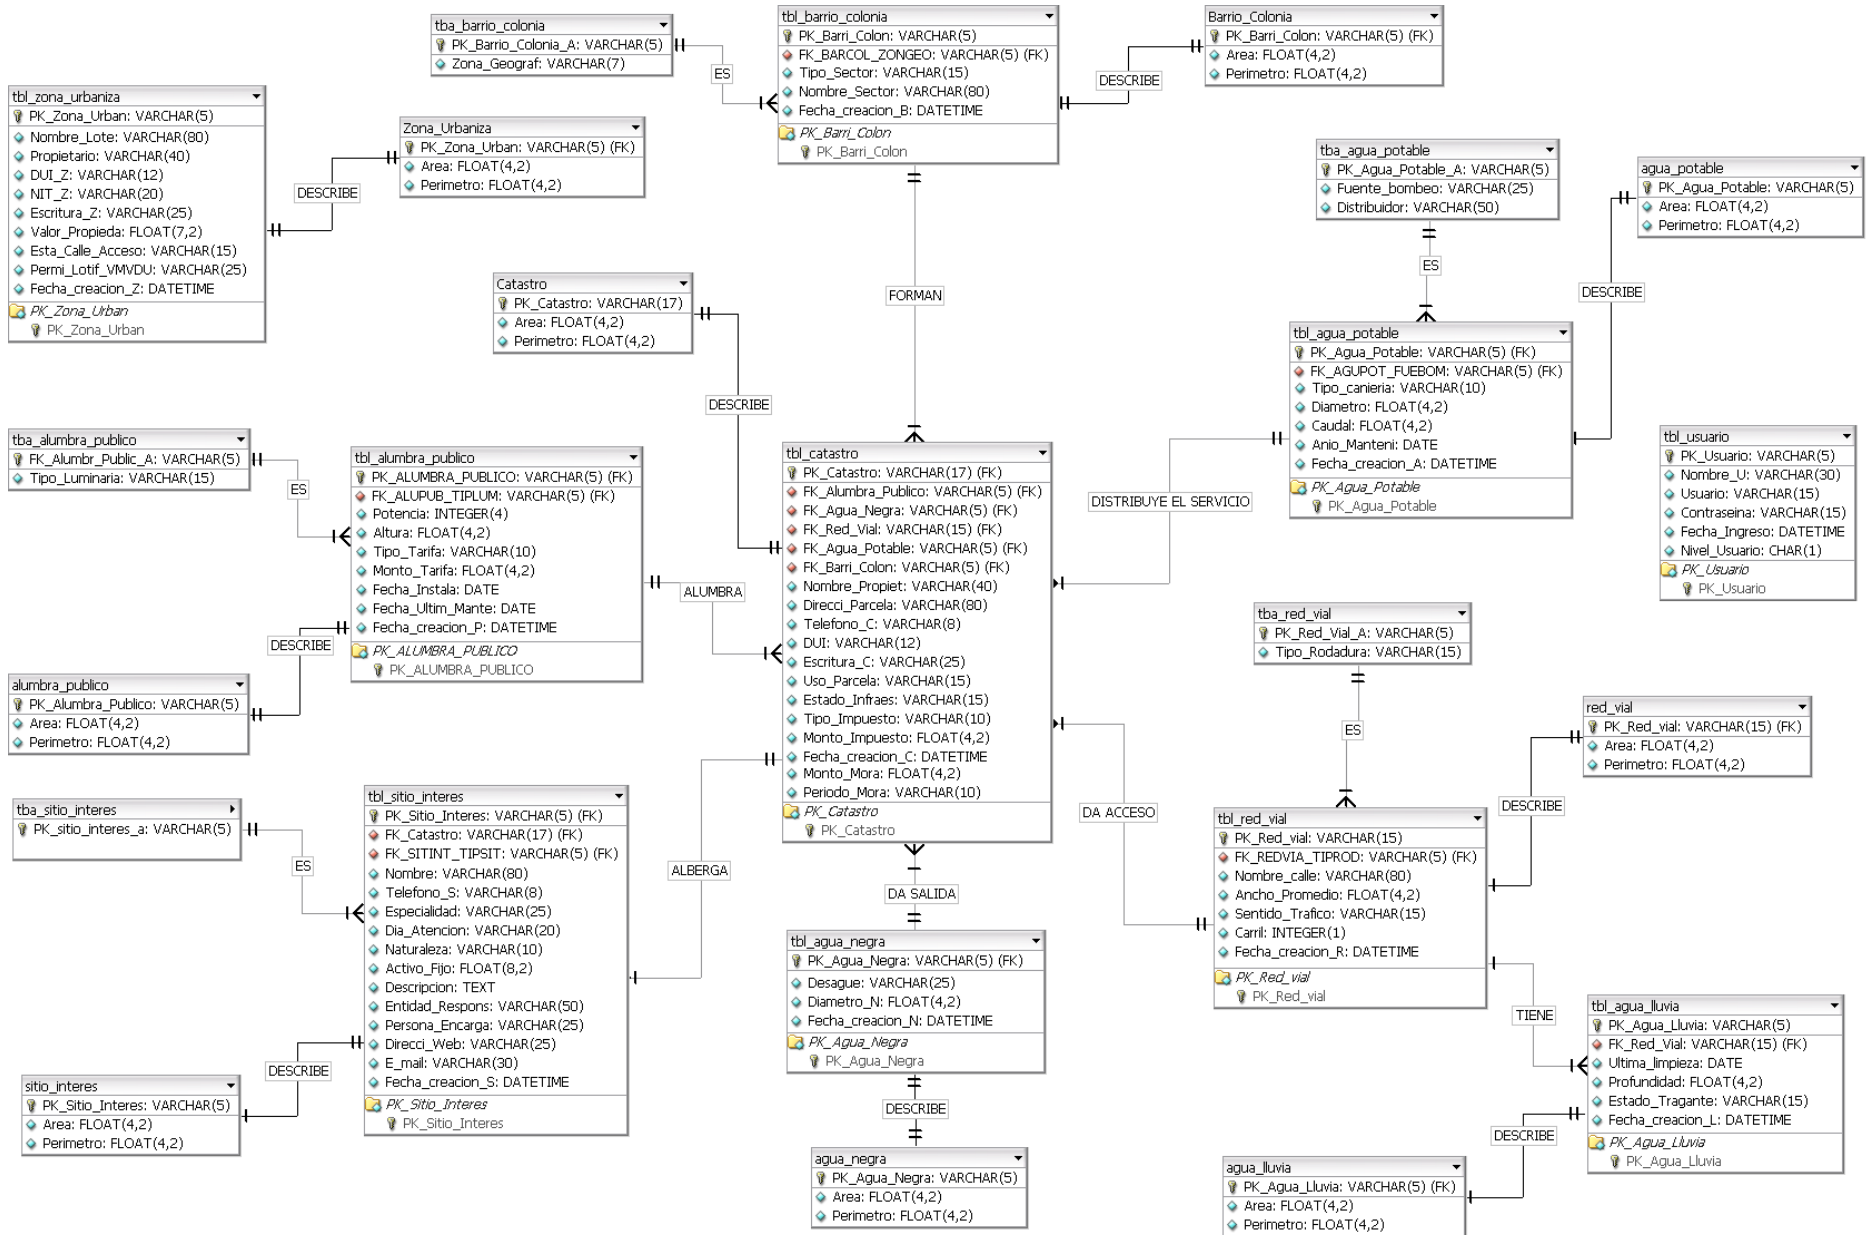 tba_barrio_colonia
PK_Barrio_Colonia_A: VARCHAR(5)
Zona_Geograf: VARCHAR(7)
ES
tbl_barrio_colonia
PK_Barri_Colon: VARCHAR(5)
FK_BARCOL_ZONGEO: VARCHAR(5) (FK)
Tipo_Sector: VARCHAR(15)
Nombre_Sector: VARCHAR(80)
Fecha_creacion_B: DATETIME
PK_Barri_Colon
PK_Barri_Colon
DESCRIBE
Barrio_Colonia
PK_Barri_Colon: VARCHAR(5) (FK)
Area: FLOAT(4,2)
Perimetro: FLOAT(4,2)
tbl_zona_urbaniza
PK_Zona_Urban: VARCHAR(5)
Nombre_Lote: VARCHAR(80)
Propietario: VARCHAR(40)
DUI_Z: VARCHAR(12)
NIT_Z: VARCHAR(20)
Escritura_Z: VARCHAR(25)
Valor_Propieda: FLOAT(7,2)
Esta_Calle_Acceso: VARCHAR(15)
Permi_Lotif_VMVDU: VARCHAR(25)
Fecha_creacion_Z: DATETIME
PK_Zona_Urban
PK_Zona_Urban
DESCRIBE
Zona_Urbaniza
PK_Zona_Urban: VARCHAR(5) (FK)
Area: FLOAT(4,2)
Perimetro: FLOAT(4,2)
FORMAN
tba_agua_potable
PK_Agua_Potable_A: VARCHAR(5)
Fuente_bombeo: VARCHAR(25)
Distribuidor: VARCHAR(50)
ES
agua_potable
PK_Agua_Potable: VARCHAR(5)
Area: FLOAT(4,2)
Perimetro: FLOAT(4,2)
DESCRIBE
Catastro
PK_Catastro: VARCHAR(17)
Area: FLOAT(4,2)
Perimetro: FLOAT(4,2)
DESCRIBE
tbl_agua_potable
PK_Agua_Potable: VARCHAR(5) (FK)
FK_AGUPOT_FUEBOM: VARCHAR(5) (FK)
Tipo_canieria: VARCHAR(10)
Diametro: FLOAT(4,2)
Caudal: FLOAT(4,2)
Anio_Manteni: DATE
Fecha_creacion_A: DATETIME
PK_Agua_Potable
PK_Agua_Potable
DISTRIBUYE EL SERVICIO
tbl_usuario
PK_Usuario: VARCHAR(5)
Nombre_U: VARCHAR(30)
Usuario: VARCHAR(15)
Contraseina: VARCHAR(15)
Fecha_Ingreso: DATETIME
Nivel_Usuario: CHAR(1)
PK_Usuario
PK_Usuario
tba_alumbra_publico
FK_Alumbr_Public_A: VARCHAR(5)
Tipo_Luminaria: VARCHAR(15)
ES
tbl_alumbra_publico
PK_ALUMBRA_PUBLICO: VARCHAR(5) (FK)
FK_ALUPUB_TIPLUM: VARCHAR(5) (FK)
Potencia: INTEGER(4)
Altura: FLOAT(4,2)
Tipo_Tarifa: VARCHAR(10)
Monto_Tarifa: FLOAT(4,2)
Fecha_Instala: DATE
Fecha_Ultim_Mante: DATE
Fecha_creacion_P: DATETIME
PK_ALUMBRA_PUBLICO
PK_ALUMBRA_PUBLICO
ALUMBRA
DESCRIBE
alumbra_publico
PK_Alumbra_Publico: VARCHAR(5)
Area: FLOAT(4,2)
Perimetro: FLOAT(4,2)
tbl_catastro
PK_Catastro: VARCHAR(17) (FK)
FK_Alumbra_Publico: VARCHAR(5) (FK)
FK_Agua_Negra: VARCHAR(5) (FK)
FK_Red_Vial: VARCHAR(15) (FK)
FK_Agua_Potable: VARCHAR(5) (FK)
FK_Barri_Colon: VARCHAR(5) (FK)
Nombre_Propiet: VARCHAR(40)
Direcci_Parcela: VARCHAR(80)
Telefono_C: VARCHAR(8)
DUI: VARCHAR(12)
Escritura_C: VARCHAR(25)
Uso_Parcela: VARCHAR(15)
Estado_Infraes: VARCHAR(15)
Tipo_Impuesto: VARCHAR(10)
Monto_Impuesto: FLOAT(4,2)
Fecha_creacion_C: DATETIME
Monto_Mora: FLOAT(4,2)
Periodo_Mora: VARCHAR(10)
PK_Catastro
PK_Catastro
tba_red_vial
PK_Red_Vial_A: VARCHAR(5)
Tipo_Rodadura: VARCHAR(15)
ES
red_vial
PK_Red_vial: VARCHAR(15) (FK)
Area: FLOAT(4,2)
Perimetro: FLOAT(4,2)
DESCRIBE
DA ACCESO
tbl_red_vial
PK_Red_vial: VARCHAR(15)
FK_REDVIA_TIPROD: VARCHAR(5) (FK)
Nombre_calle: VARCHAR(80)
Ancho_Promedio: FLOAT(4,2)
Sentido_Trafico: VARCHAR(15)
Carril: INTEGER(1)
Fecha_creacion_R: DATETIME
PK_Red_vial
PK_Red_vial
tba_sitio_interes
PK_sitio_interes_a: VARCHAR(5)
ES
tbl_sitio_interes
PK_Sitio_Interes: VARCHAR(5) (FK)
FK_Catastro: VARCHAR(17) (FK)
FK_SITINT_TIPSIT: VARCHAR(5) (FK)
Nombre: VARCHAR(80)
Telefono_S: VARCHAR(8)
Especialidad: VARCHAR(25)
Dia_Atencion: VARCHAR(20)
Naturaleza: VARCHAR(10)
Activo_Fijo: FLOAT(8,2)
Descripcion: TEXT
Entidad_Respons: VARCHAR(50)
Persona_Encarga: VARCHAR(25)
Direcci_Web: VARCHAR(25)
E_mail: VARCHAR(30)
Fecha_creacion_S: DATETIME
PK_Sitio_Interes
PK_Sitio_Interes
ALBERGA
DESCRIBE
sitio_interes
PK_Sitio_Interes: VARCHAR(5)
Area: FLOAT(4,2)
Perimetro: FLOAT(4,2)
DA SALIDA
tbl_agua_negra
PK_Agua_Negra: VARCHAR(5) (FK)
Desague: VARCHAR(25)
Diametro_N: FLOAT(4,2)
Fecha_creacion_N: DATETIME
PK_Agua_Negra
PK_Agua_Negra
DESCRIBE
agua_negra
PK_Agua_Negra: VARCHAR(5)
Area: FLOAT(4,2)
Perimetro: FLOAT(4,2)
TIENE
tbl_agua_lluvia
PK_Agua_Lluvia: VARCHAR(5)
FK_Red_Vial: VARCHAR(15) (FK)
Ultima_limpieza: DATE
Profundidad: FLOAT(4,2)
Estado_Tragante: VARCHAR(15)
Fecha_creacion_L: DATETIME
PK_Agua_Lluvia
PK_Agua_Lluvia
DESCRIBE
agua_lluvia
PK_Agua_Lluvia: VARCHAR(5) (FK)
Area: FLOAT(4,2)
Perimetro: FLOAT(4,2)